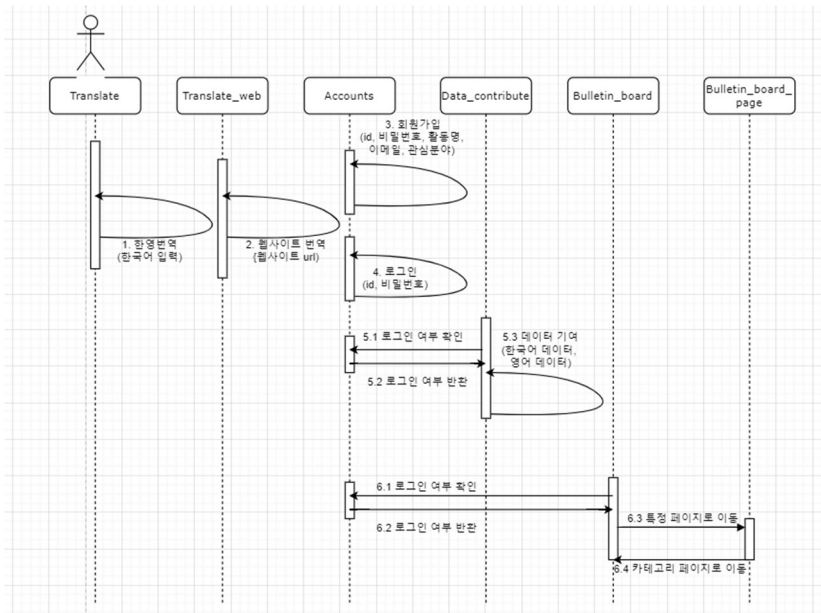 Translate
Translate_web
Accounts
Data_contribute
Bulletin_board
Bulletin_board_
page
3. 회원가입
(id, 비밀번호, 활동명,
이메일, 관심분야)
1. 한영번역
(한국어 입력)
2. 웹사이트 번역
{웹사이트 url)
4. 로그인
(id, 비밀번호)
5.1 로그인 여부 확인
5.2 로그인 여부 반환
5.3 데이터 기여
(한국어 데이터,
영어 데이터)
6.1 로그인 여부 확인
6.2 로그인 여부 반환
6.3 특정 페이지로 이동
6.4 카테고리 페이지로 이동